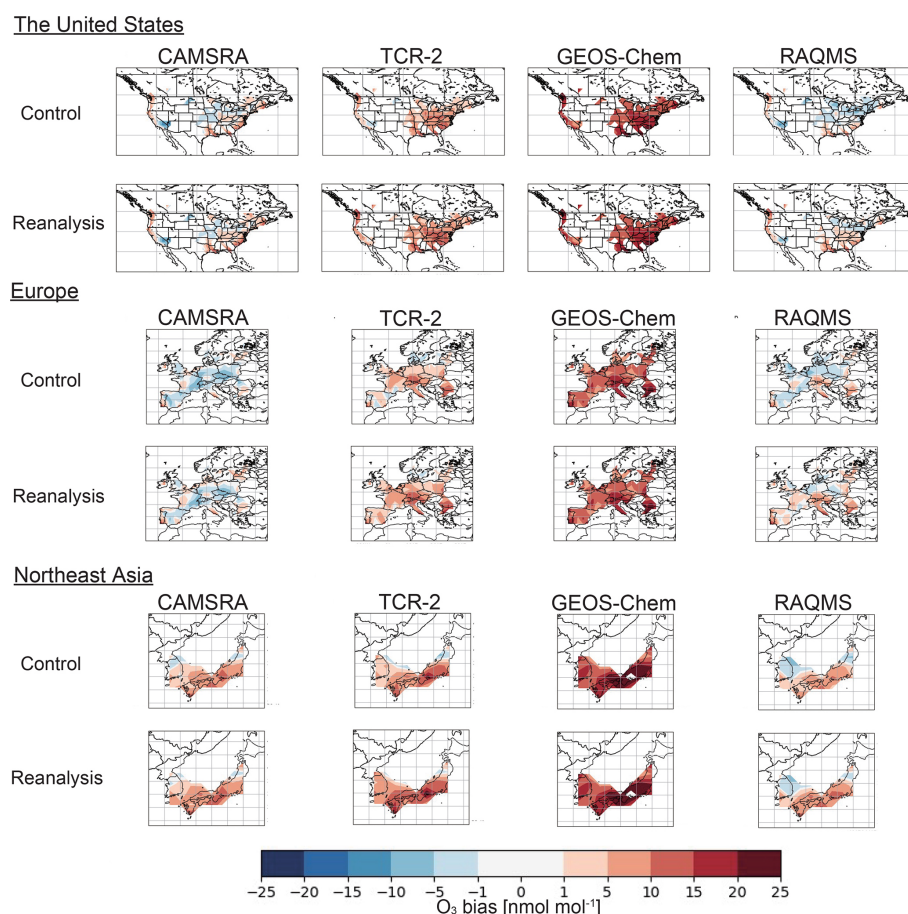 The United States
CAMSRA TCR-2 GEOS-Chem RAQMS
Control
Reanalysis
Europe
CAMSRA TCR-2 GEOS-Chem RAQMS
Control
Reanalysis
Northeast Asia
CAMSRA TCR-2 GEOS-Chem RAQMS
Control
Reanalysis
−25 −20 −15 −10 −5 −1 0 1 5 10 15 20 25
O₃ bias [nmol mol⁻¹]